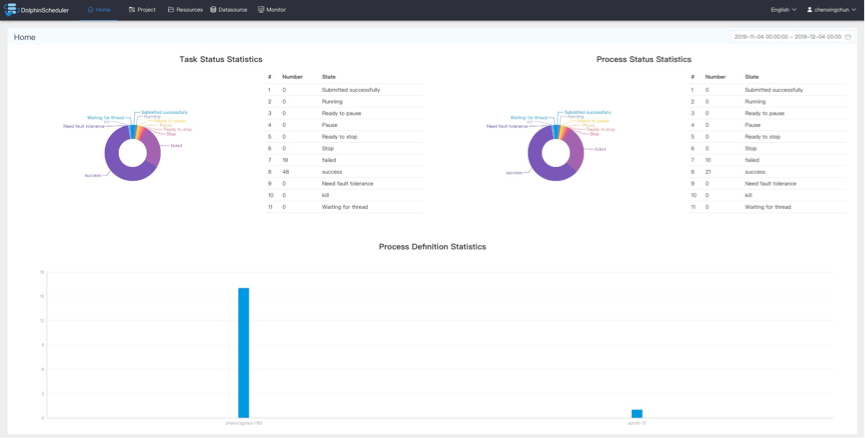 DolphinScheduler Home Project Resources Datasource Monitor English chenxingchun
Home 2019-11-04 00:00:00 ~ 2019-12-04 00:00
Task Status Statistics
Submitted successfully
Running
Ready to pause
Pause
Ready to stop
Stop
failed
Waiting for thread
kill
Need fault tolerance
success
# Number State
1 0 Submitted successfully
2 0 Running
3 0 Ready to pause
4 0 Pause
5 0 Ready to stop
6 0 Stop
7 19 failed
8 48 success
9 0 Need fault tolerance
10 0 kill
11 0 Waiting for thread
Process Status Statistics
Submitted successfully
Running
Ready to pause
Pause
Ready to stop
Stop
failed
Waiting for thread
kill
Need fault tolerance
success
# Number State
1 0 Submitted successfully
2 0 Running
3 0 Ready to pause
4 0 Pause
5 0 Ready to stop
6 0 Stop
7 10 failed
8 21 success
9 0 Need fault tolerance
10 0 kill
11 0 Waiting for thread
Process Definition Statistics
18
15
12
9
6
3
0
chenxingchun (16)
admin (1)